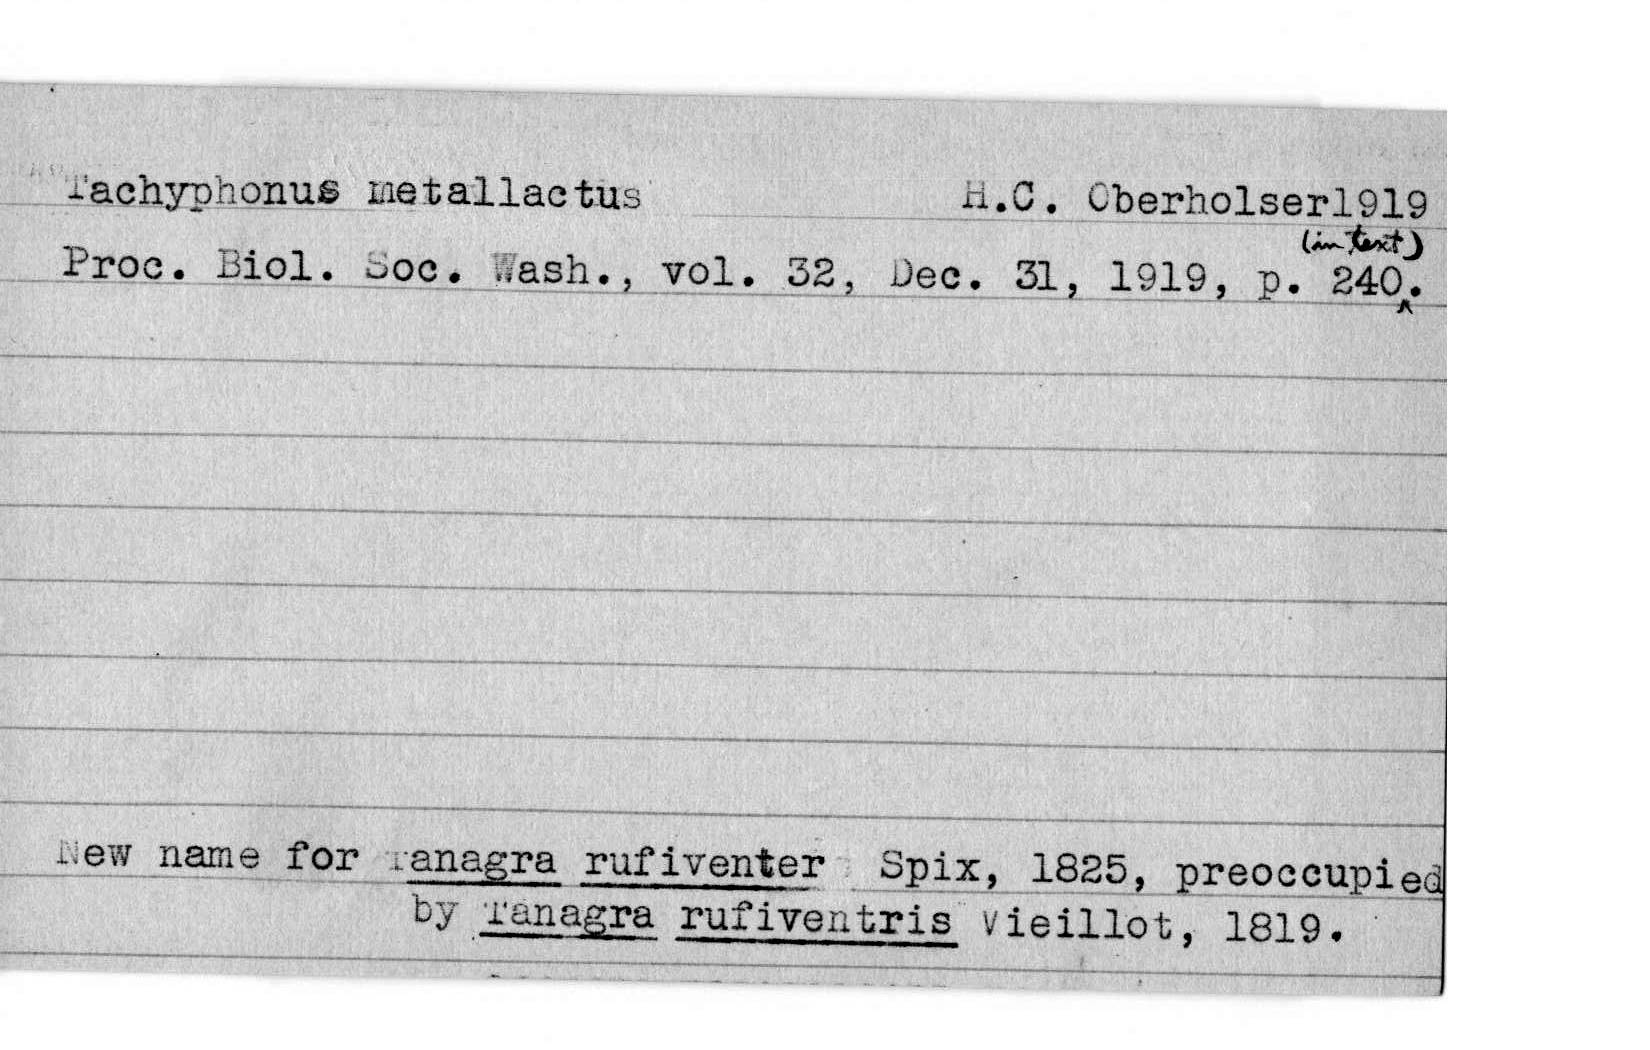 Tachyphonus metallactus H.C. Oberholser1919
(in text)
Proc. Biol. Soc. Wash., vol. 32, Dec. 31, 1919, p. 240‸.
New name for Tanagra rufiventer Spix, 1825, preoccupied
by Tanagra rufiventris Vieillot, 1819.